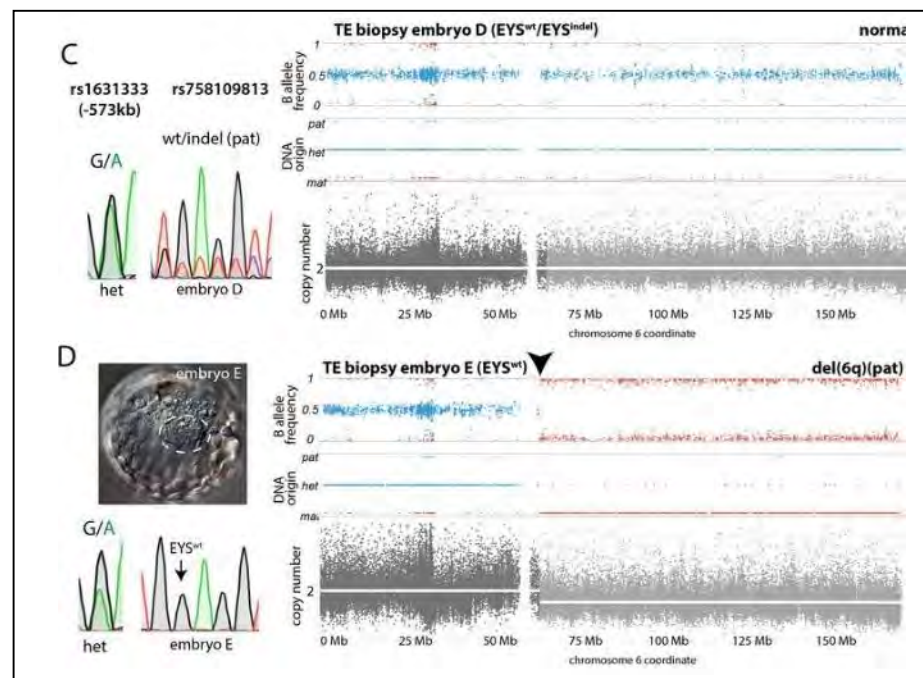 C
rs1631333
(-573kb)
rs758109813
wt/indel (pat)
G/A
het
embryo D
TE biopsy embryo D (EYSwt/EYSindel)
norma
B allele
frequency
1
0.5
0
DNA
origin
pat
het
mat
copy number
2
0 Mb 25 Mb 50 Mb 75 Mb 100 Mb 125 Mb 150 Mb
chromosome 6 coordinate
D
embryo E
G/A
het
EYSwt
embryo E
TE biopsy embryo E (EYSwt)
del(6q)(pat)
B allele
frequency
1
0.5
0
DNA
origin
pat
het
mat
copy number
2
0 Mb 25 Mb 50 Mb 75 Mb 100 Mb 125 Mb 150 Mb
chromosome 6 coordinate